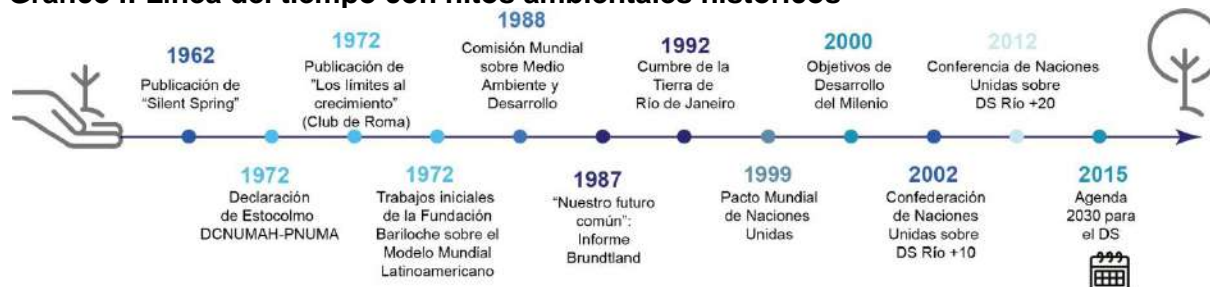 Gráfico I. Línea del tiempo con hitos ambientales históricos
1962
Publicación de
"Silent Spring"
1972
Declaración
de Estocolmo
DCNUMAH-PNUMA
1972
Publicación de
"Los límites al
crecimiento"
(Club de Roma)
1972
Trabajos iniciales
de la Fundación
Bariloche sobre el
Modelo Mundial
Latinoamericano
1988
Comisión Mundial
sobre Medio
Ambiente y
Desarrollo
1987
"Nuestro futuro
común":
Informe
Brundtland
1992
Cumbre de la
Tierra de
Río de Janeiro
1999
Pacto Mundial
de Naciones
Unidas
2000
Objetivos de
Desarrollo
del Milenio
2002
Confederación
de Naciones
Unidas sobre
DS Río +10
2012
Conferencia de Naciones
Unidas sobre
DS Río +20
2015
Agenda
2030 para
el DS